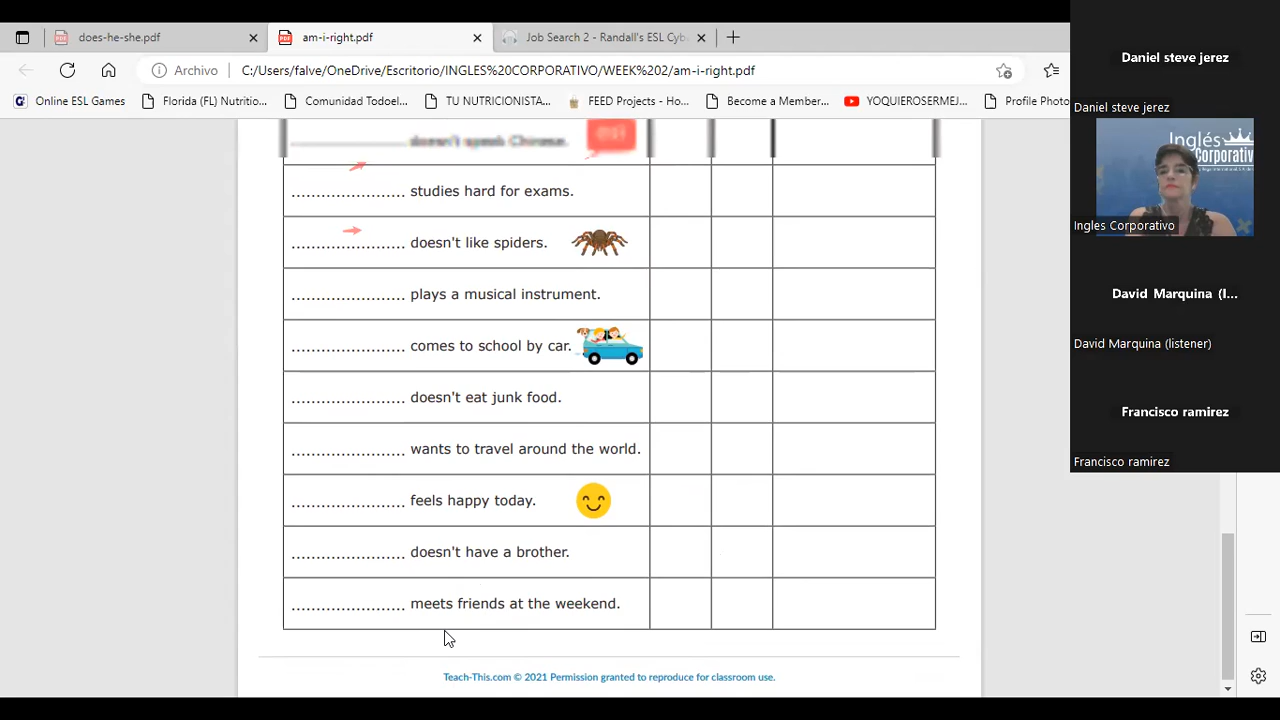 does-he-she.pdf
am-i-right.pdf
Job Search 2 - Randall's ESL Cyb
Archivo
C:/Users/falve/OneDrive/Escritorio/INGLES%20CORPORATIVO/WEEK%202/am-i-right.pdf
Online ESL Games
Florida (FL) Nutritio...
Comunidad Todoel...
TU NUTRICIONISTA...
FEED Projects - Ho...
Become a Member...
YOQUIEROSERMEJ...
Profile Photo
...................... doesn't speak Chinese.
....................... studies hard for exams.
....................... doesn't like spiders.
....................... plays a musical instrument.
....................... comes to school by car.
....................... doesn't eat junk food.
....................... wants to travel around the world.
....................... feels happy today.
....................... doesn't have a brother.
....................... meets friends at the weekend.
Teach-This.com © 2021 Permission granted to reproduce for classroom use.
Daniel steve jerez
Daniel steve jerez
Inglés
Corporativ
Ingles Corporativo
David Marquina (l...
David Marquina (listener)
Francisco ramirez
Francisco ramirez